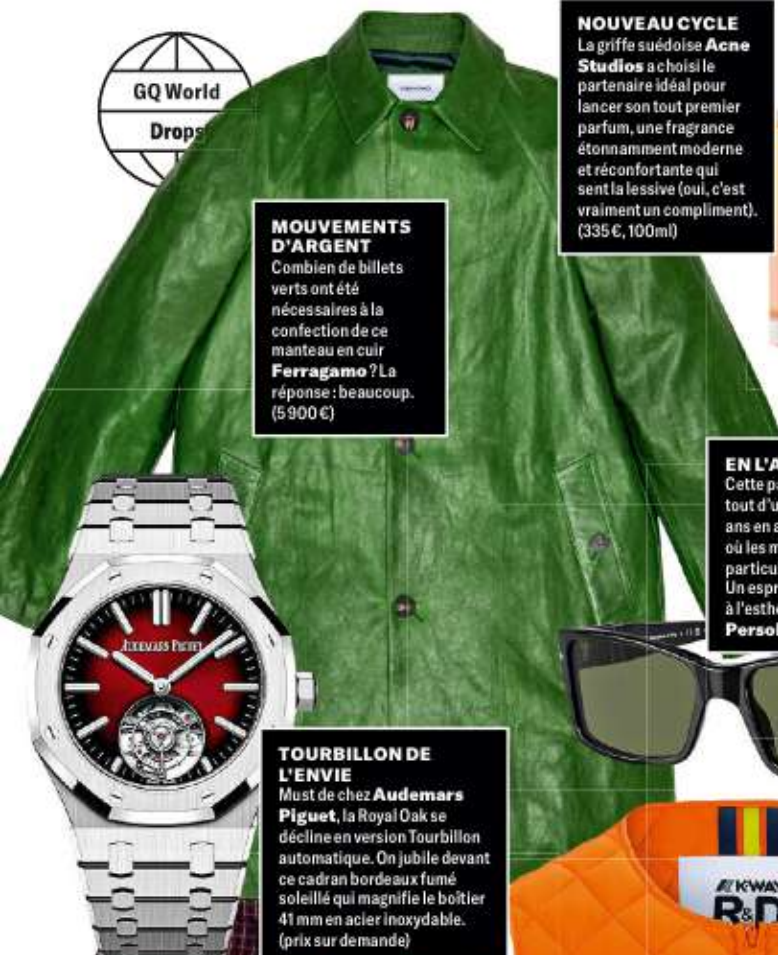 GQ World
Drops
NOUVEAU CYCLE
La griffe suédoise Acne
Studios a choisi le
partenaire idéal pour
lancer son tout premier
parfum, une fragrance
étonnamment moderne
et réconfortante qui
sent la lessive (oui, c'est
vraiment un compliment).
(335 €, 100ml)
MOUVEMENTS
D'ARGENT
Combien de billets
verts ont été
nécessaires à la
confection de ce
manteau en cuir
Ferragamo ? La
réponse : beaucoup.
(5 900 €)
EN L'A
Cette pa
tout d'u
ans en a
où les m
particu
Un espr
à l'esth
Persol
AUDEMARS PIGUET
TOURBILLON DE
L'ENVIE
Must de chez Audemars
Piguet, la Royal Oak se
décline en version Tourbillon
automatique. On jubile devant
ce cadran bordeaux fumé
soleillé qui magnifie le boîtier
41 mm en acier inoxydable.
(prix sur demande)
K-WAY
R&D